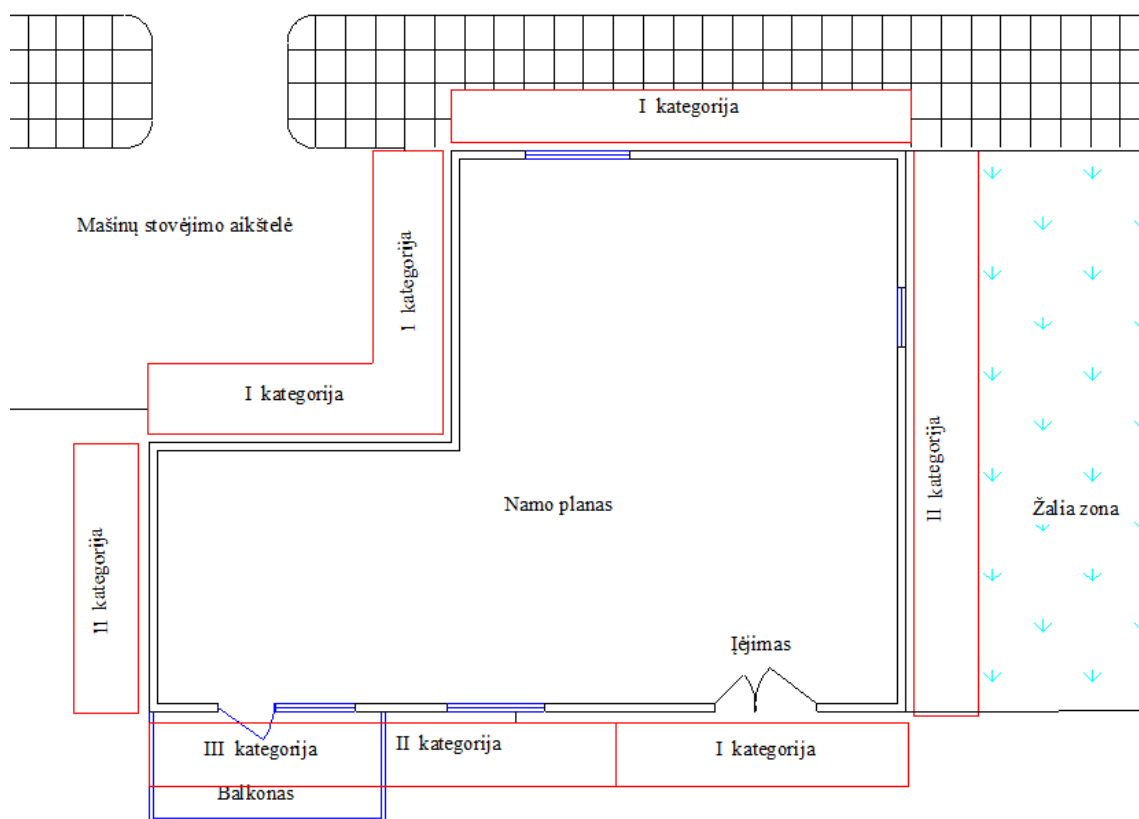 I kategorija
Mašinų stovėjimo aikštelė
I kategorija
I kategorija
II kategorija
Namo planas
Žalia zona
II kategorija
Įėjimas
III kategorija
II kategorija
I kategorija
Balkonas